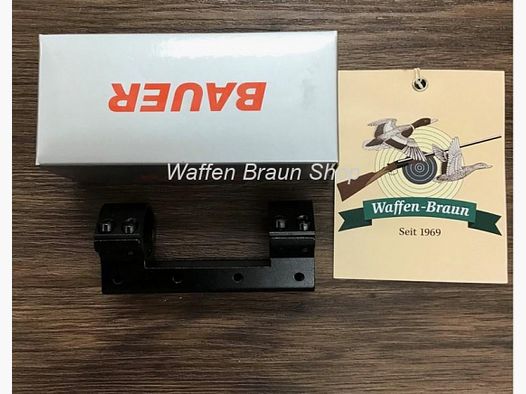 BAUER
Waffen Braun Shop
Waffen-Braun
Seit 1969